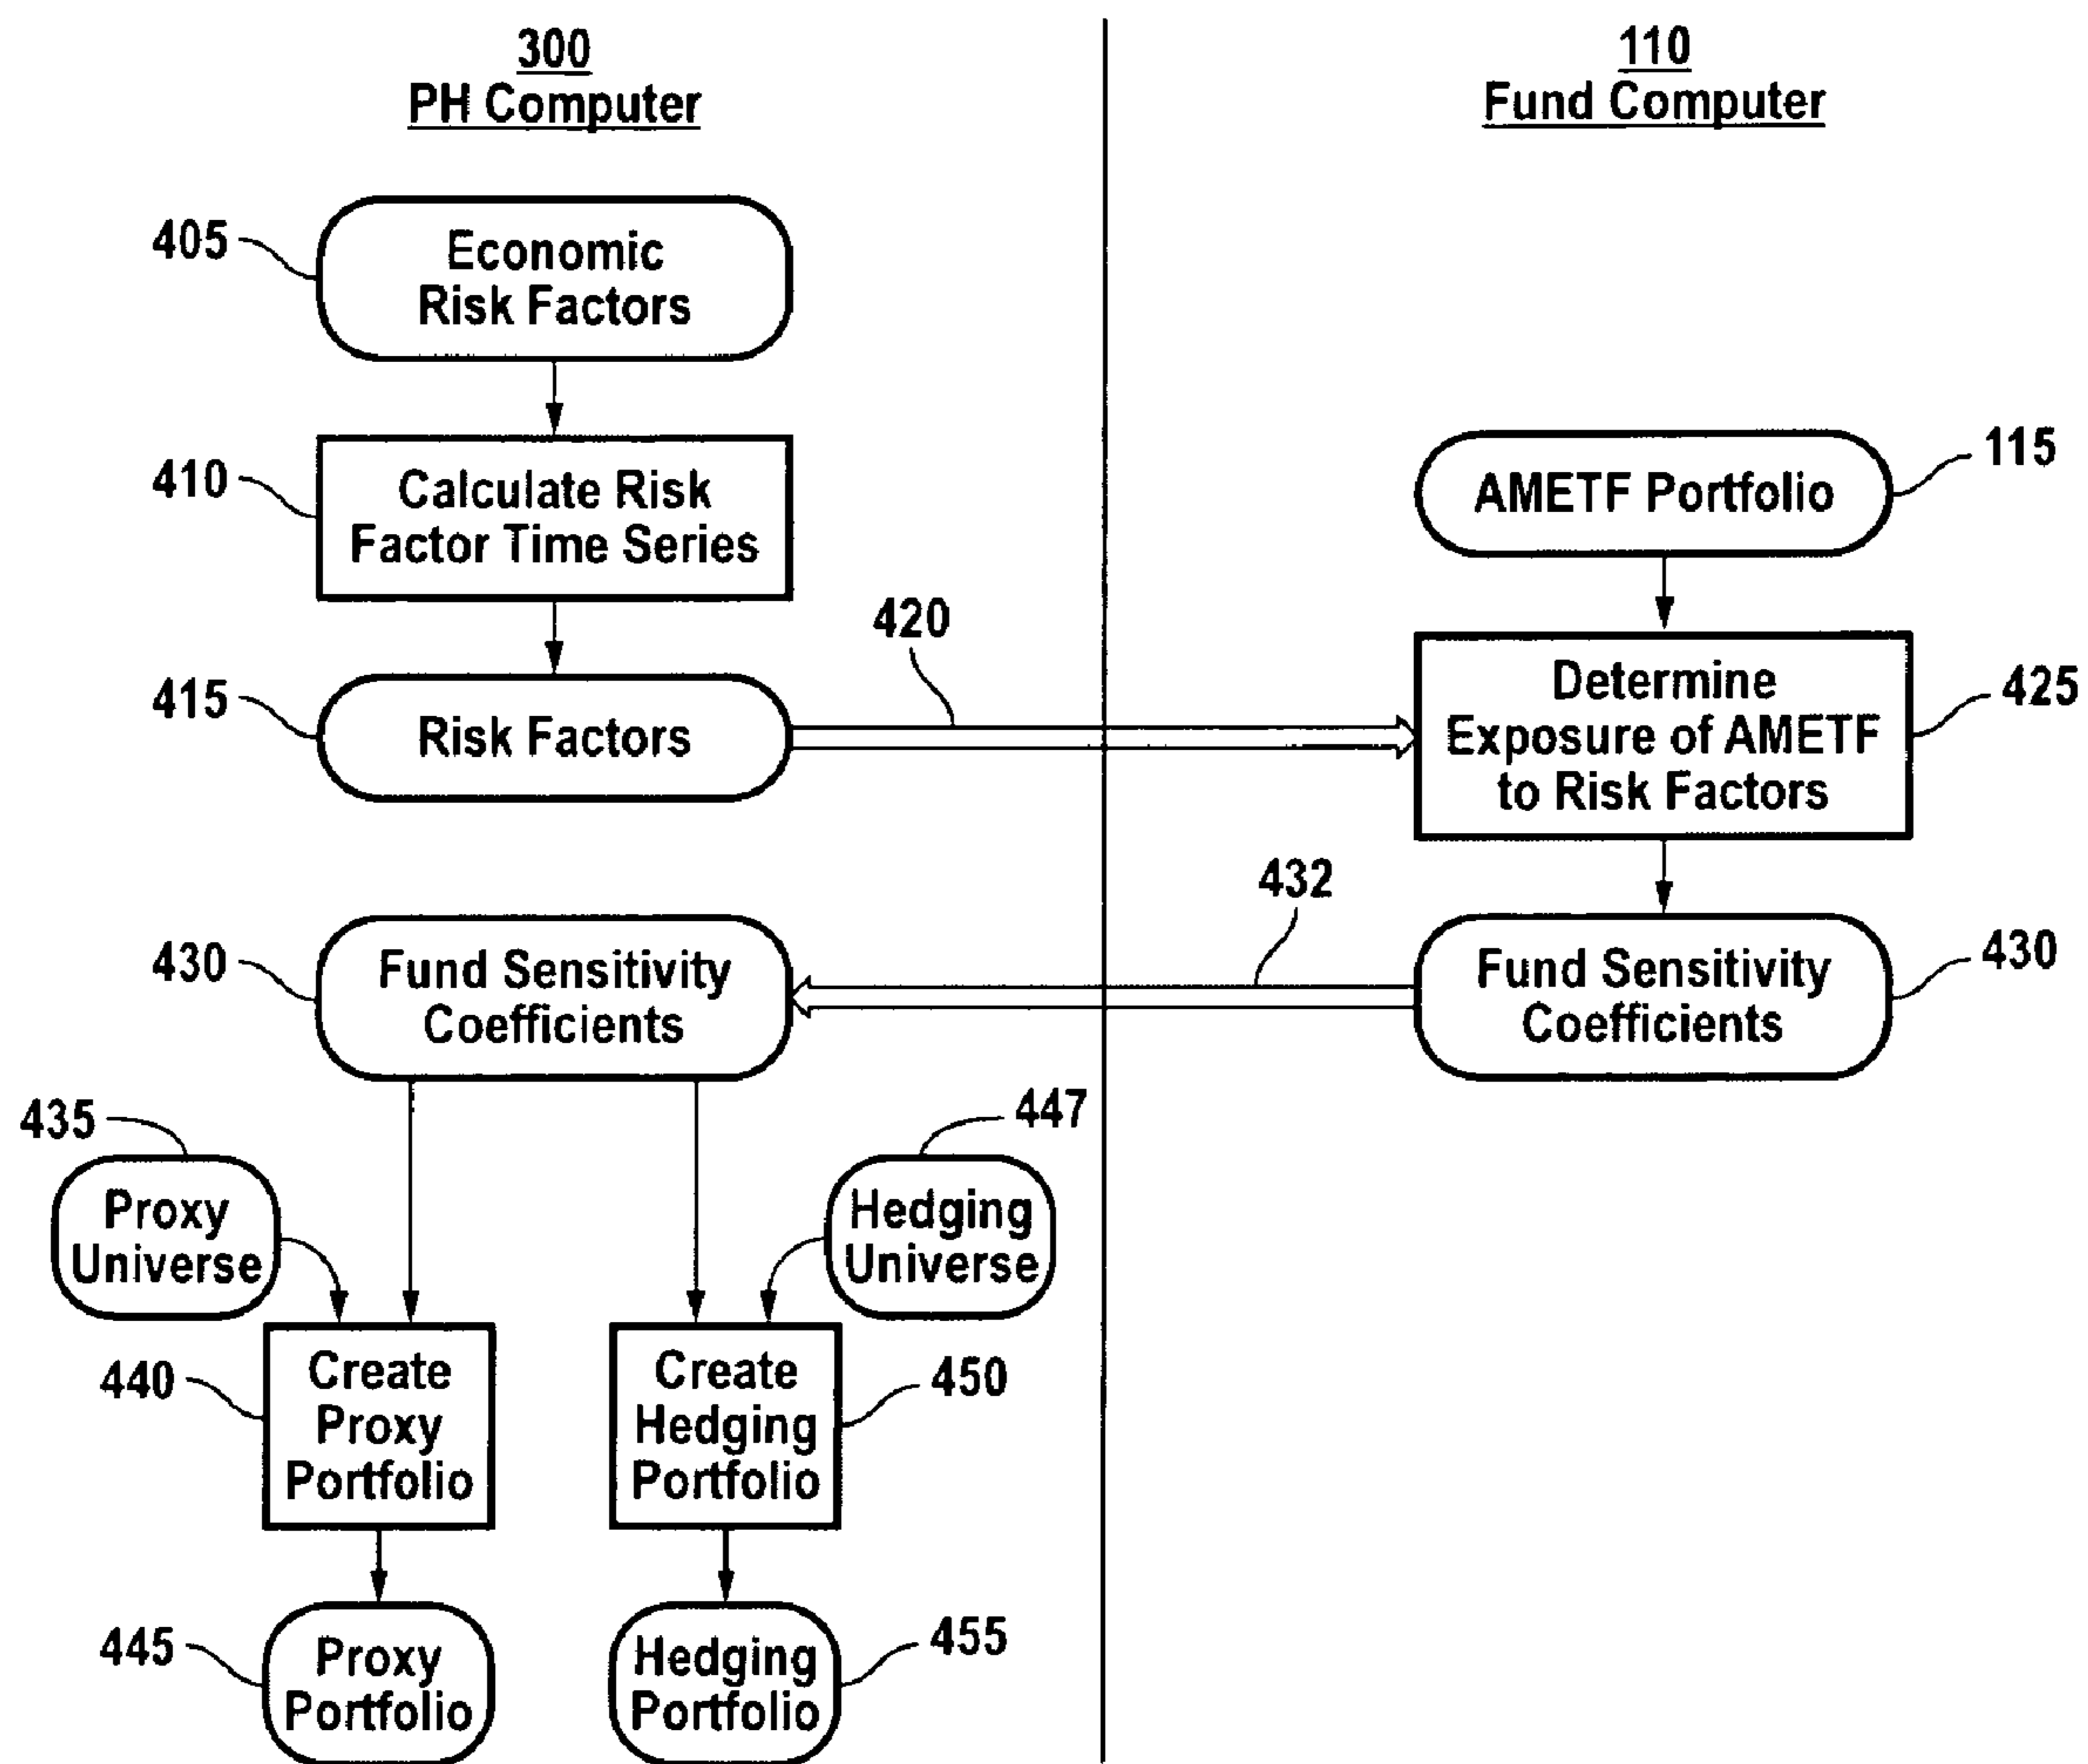 300
PH Computer
110
Fund Computer
405
Economic
Risk Factors
410
Calculate Risk
Factor Time Series
115
AMETF Portfolio
415
Risk Factors
420
Determine
Exposure of AMETF
to Risk Factors
425
430
Fund Sensitivity
Coefficients
432
Fund Sensitivity
Coefficients
430
435
Proxy
Universe
447
Hedging
Universe
440
Create
Proxy
Portfolio
Create
Hedging
Portfolio
450
445
Proxy
Portfolio
Hedging
Portfolio
455